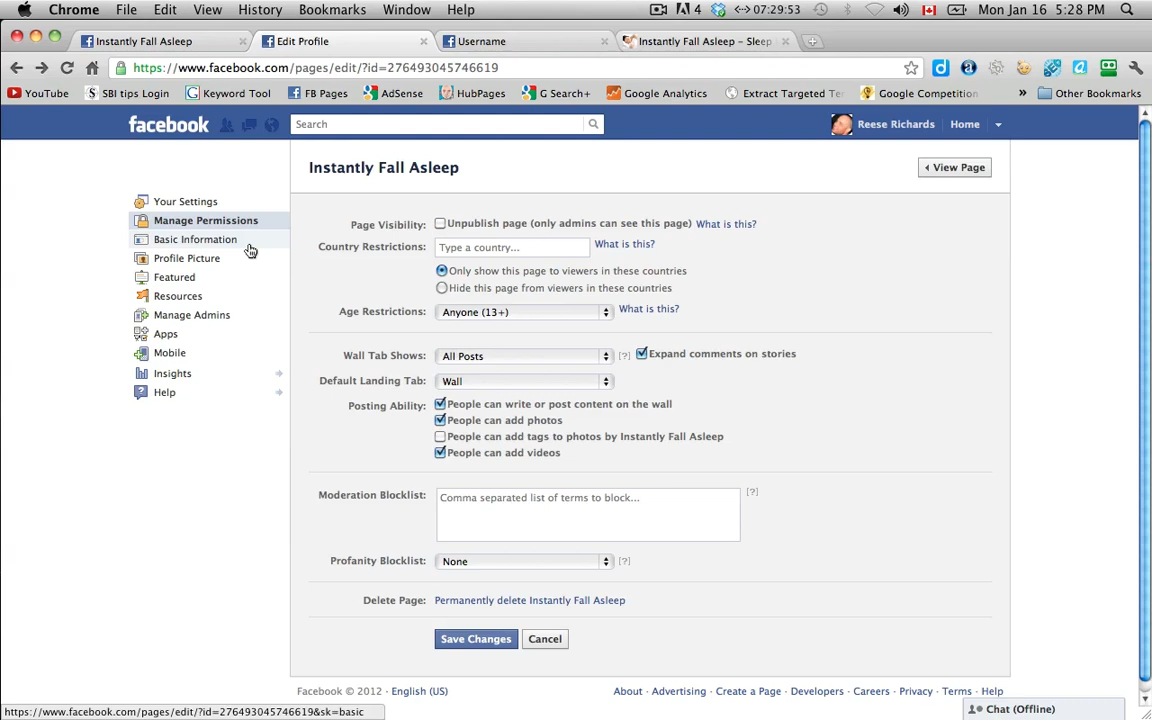 Chrome File Edit View History Bookmarks Window Help 4 07:29:53 Mon Jan 16 5:28 PM
Instantly Fall Asleep Edit Profile Username Instantly Fall Asleep – Sleep
https://www.facebook.com/pages/edit/?id=276493045746619
YouTube SBI tips Login Keyword Tool FB Pages AdSense HubPages G Search+ Google Analytics Extract Targeted Te Google Competition » Other Bookmarks
facebook Search Reese Richards Home
Instantly Fall Asleep View Page
Your Settings
Manage Permissions
Basic Information
Profile Picture
Featured
Resources
Manage Admins
Apps
Mobile
Insights
Help
Page Visibility: Unpublish page (only admins can see this page) What is this?
Country Restrictions: Type a country... What is this?
Only show this page to viewers in these countries
Hide this page from viewers in these countries
Age Restrictions: Anyone (13+) What is this?
Wall Tab Shows: All Posts [?] Expand comments on stories
Default Landing Tab: Wall
Posting Ability: People can write or post content on the wall
People can add photos
People can add tags to photos by Instantly Fall Asleep
People can add videos
Moderation Blocklist: Comma separated list of terms to block... [?]
Profanity Blocklist: None [?]
Delete Page: Permanently delete Instantly Fall Asleep
Save Changes Cancel
Facebook © 2012 · English (US) About · Advertising · Create a Page · Developers · Careers · Privacy · Terms · Help
https://www.facebook.com/pages/edit/?id=276493045746619&sk=basic
Chat (Offline)